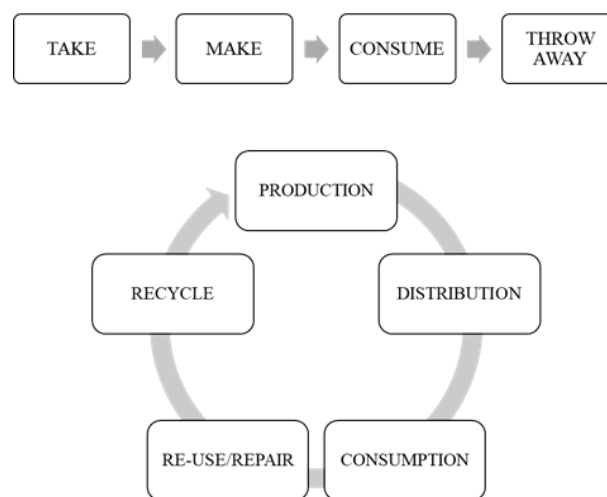 TAKE
MAKE
CONSUME
THROW
AWAY
PRODUCTION
DISTRIBUTION
CONSUMPTION
RE-USE/REPAIR
RECYCLE